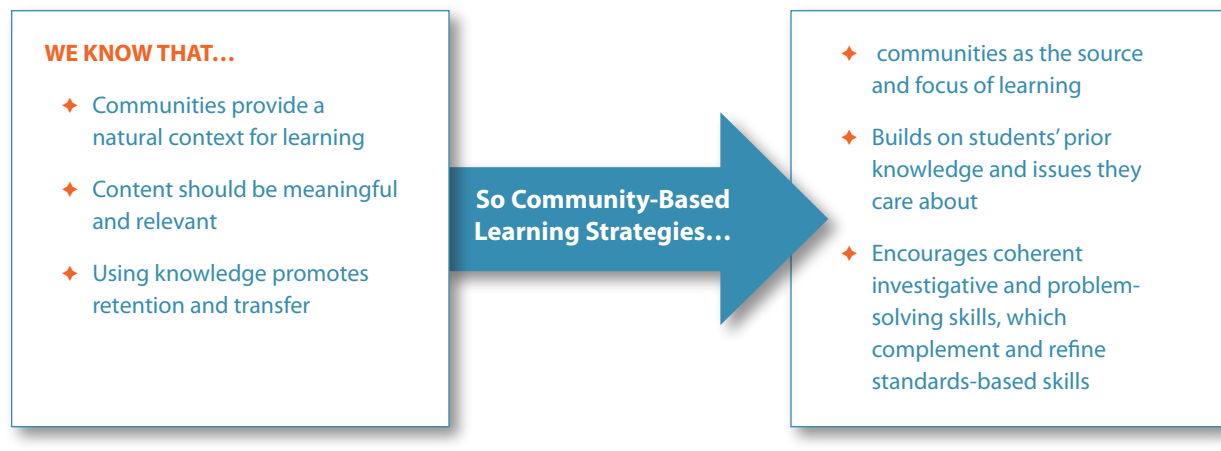 WE KNOW THAT...
Communities provide a
natural context for learning
Content should be meaningful
and relevant
Using knowledge promotes
retention and transfer
So Community-Based
Learning Strategies...
communities as the source
and focus of learning
Builds on students' prior
knowledge and issues they
care about
Encourages coherent
investigative and problem-
solving skills, which
complement and refine
standards-based skills